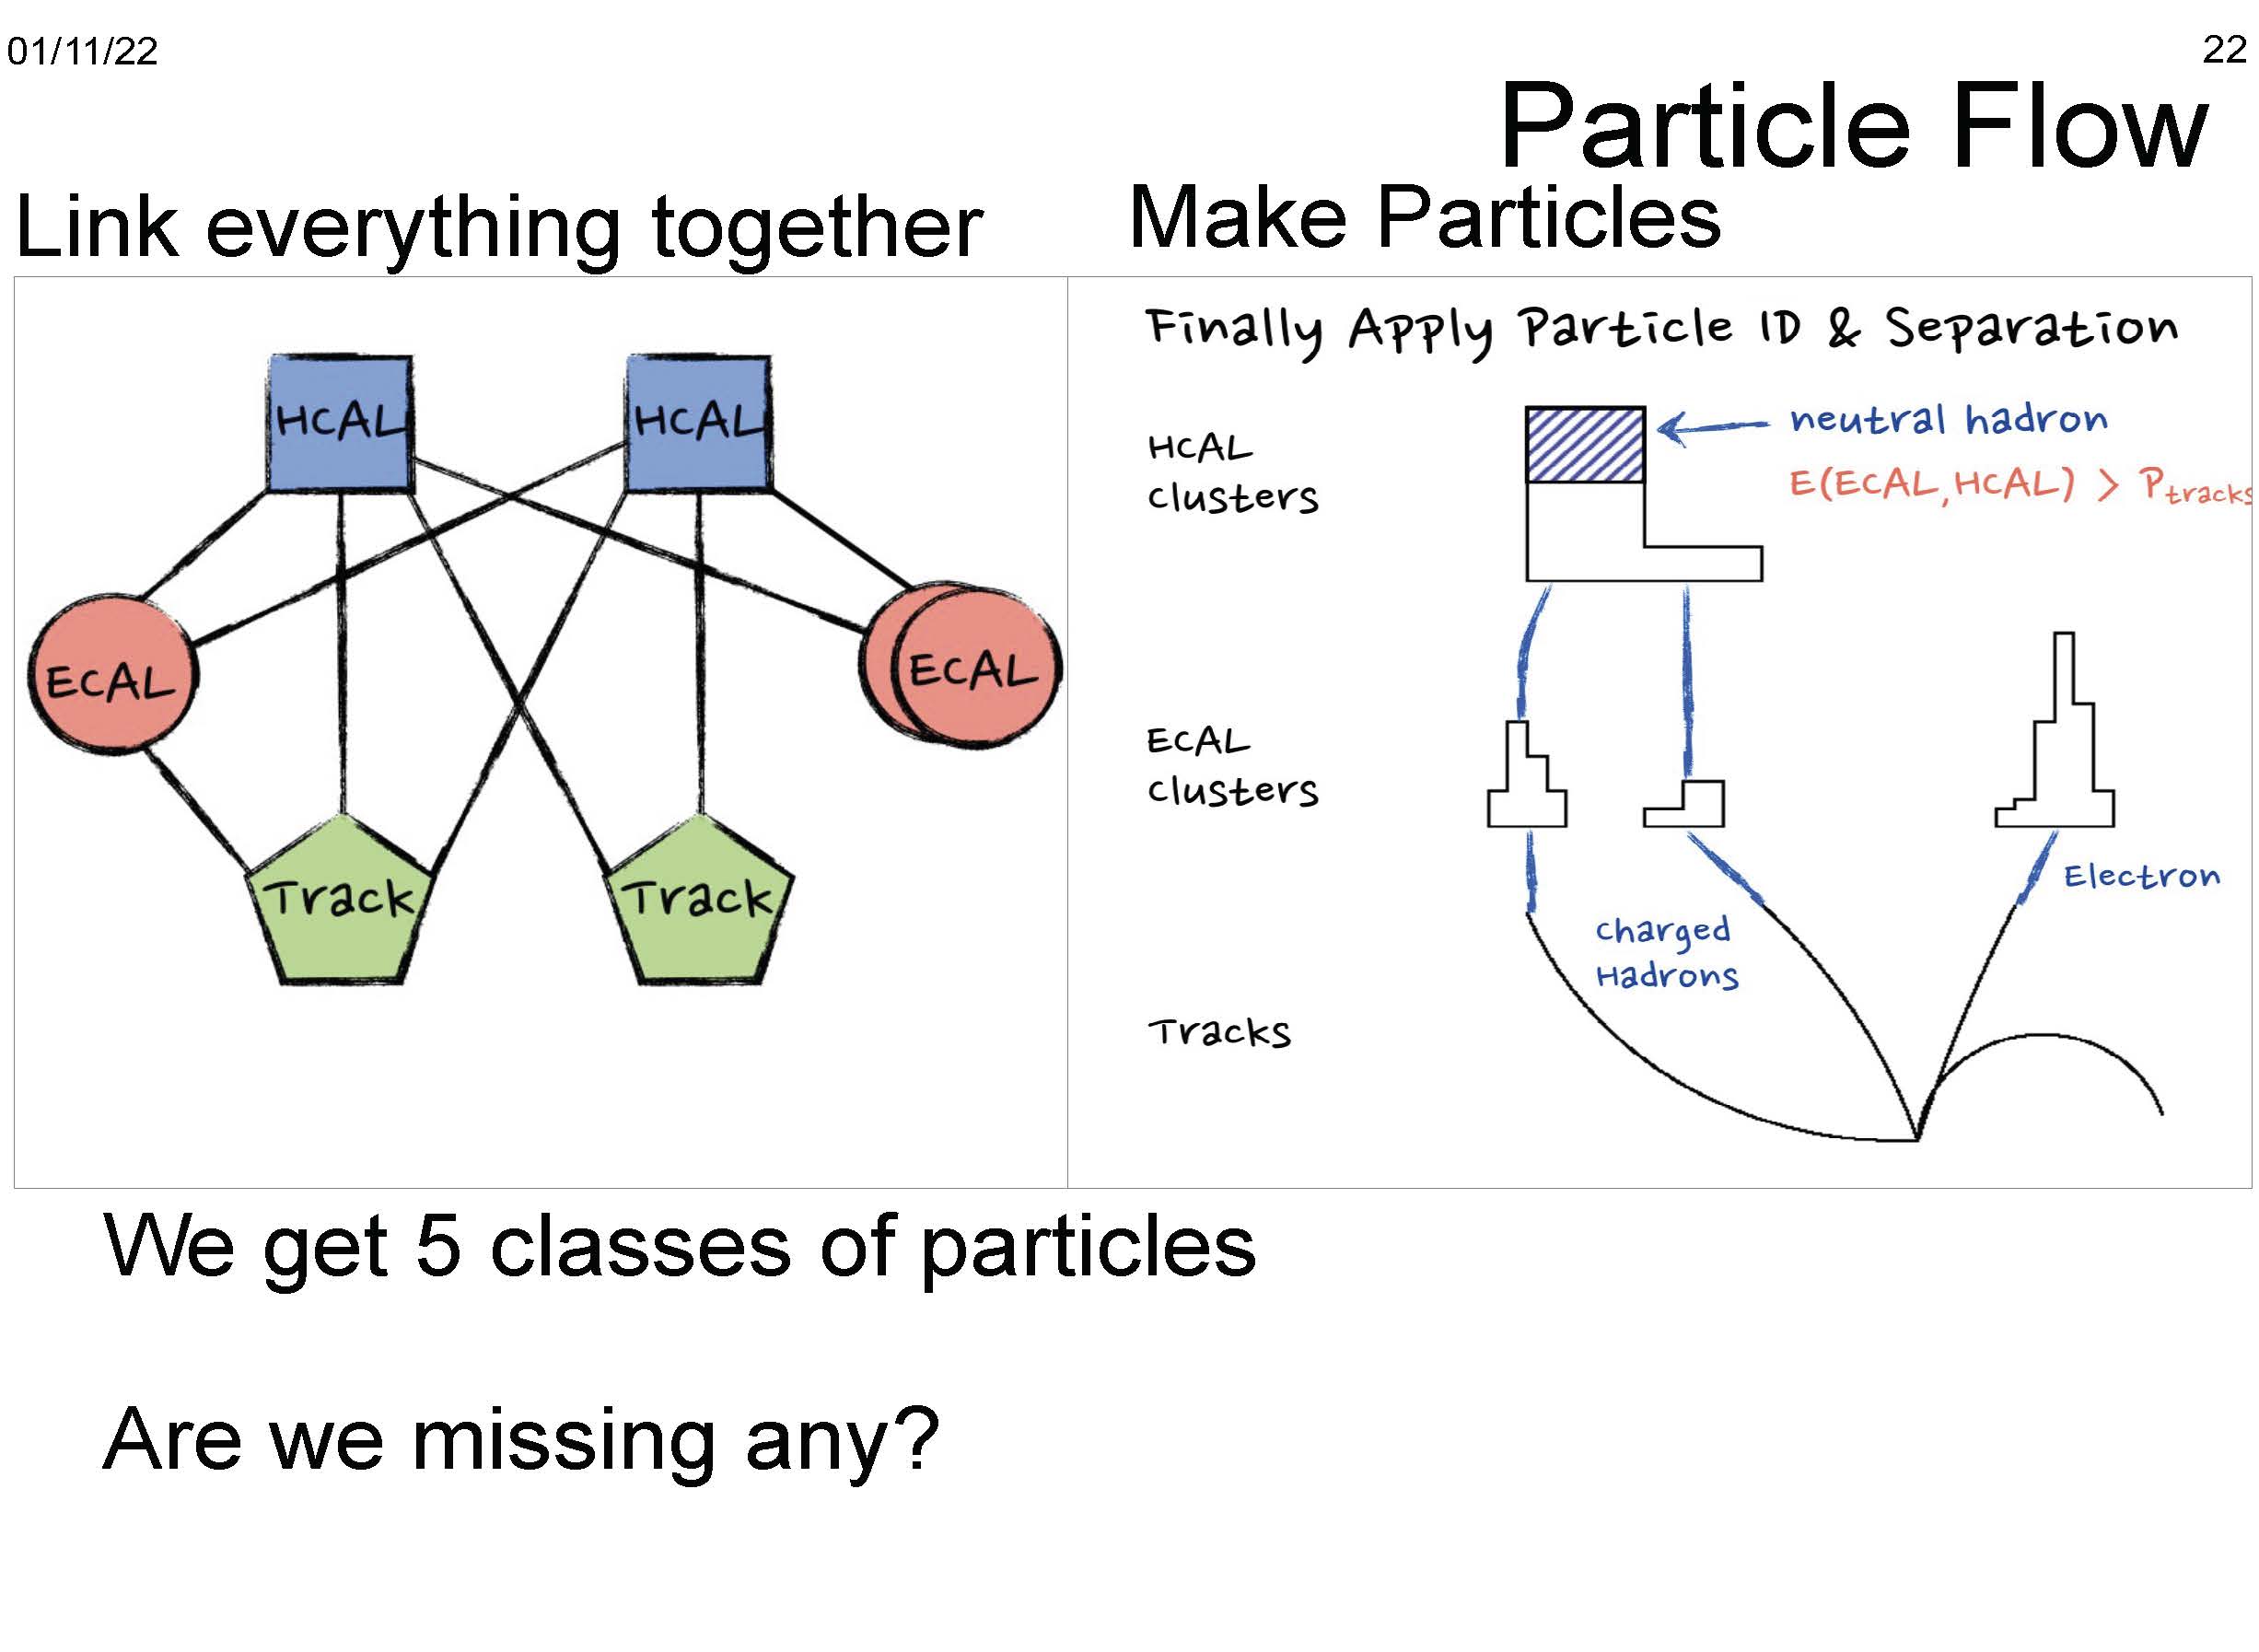 01/11/22
22
Particle Flow
Link everything together
Make Particles
HCAL
HCAL
ECAL
ECAL
Track
Track
Finally Apply Particle ID & Separation
HCAL
clusters
neutral hadron
E(ECAL,HCAL) > Ptracks
ECAL
clusters
Electron
Charged
Hadrons
Tracks
We get 5 classes of particles
Are we missing any?